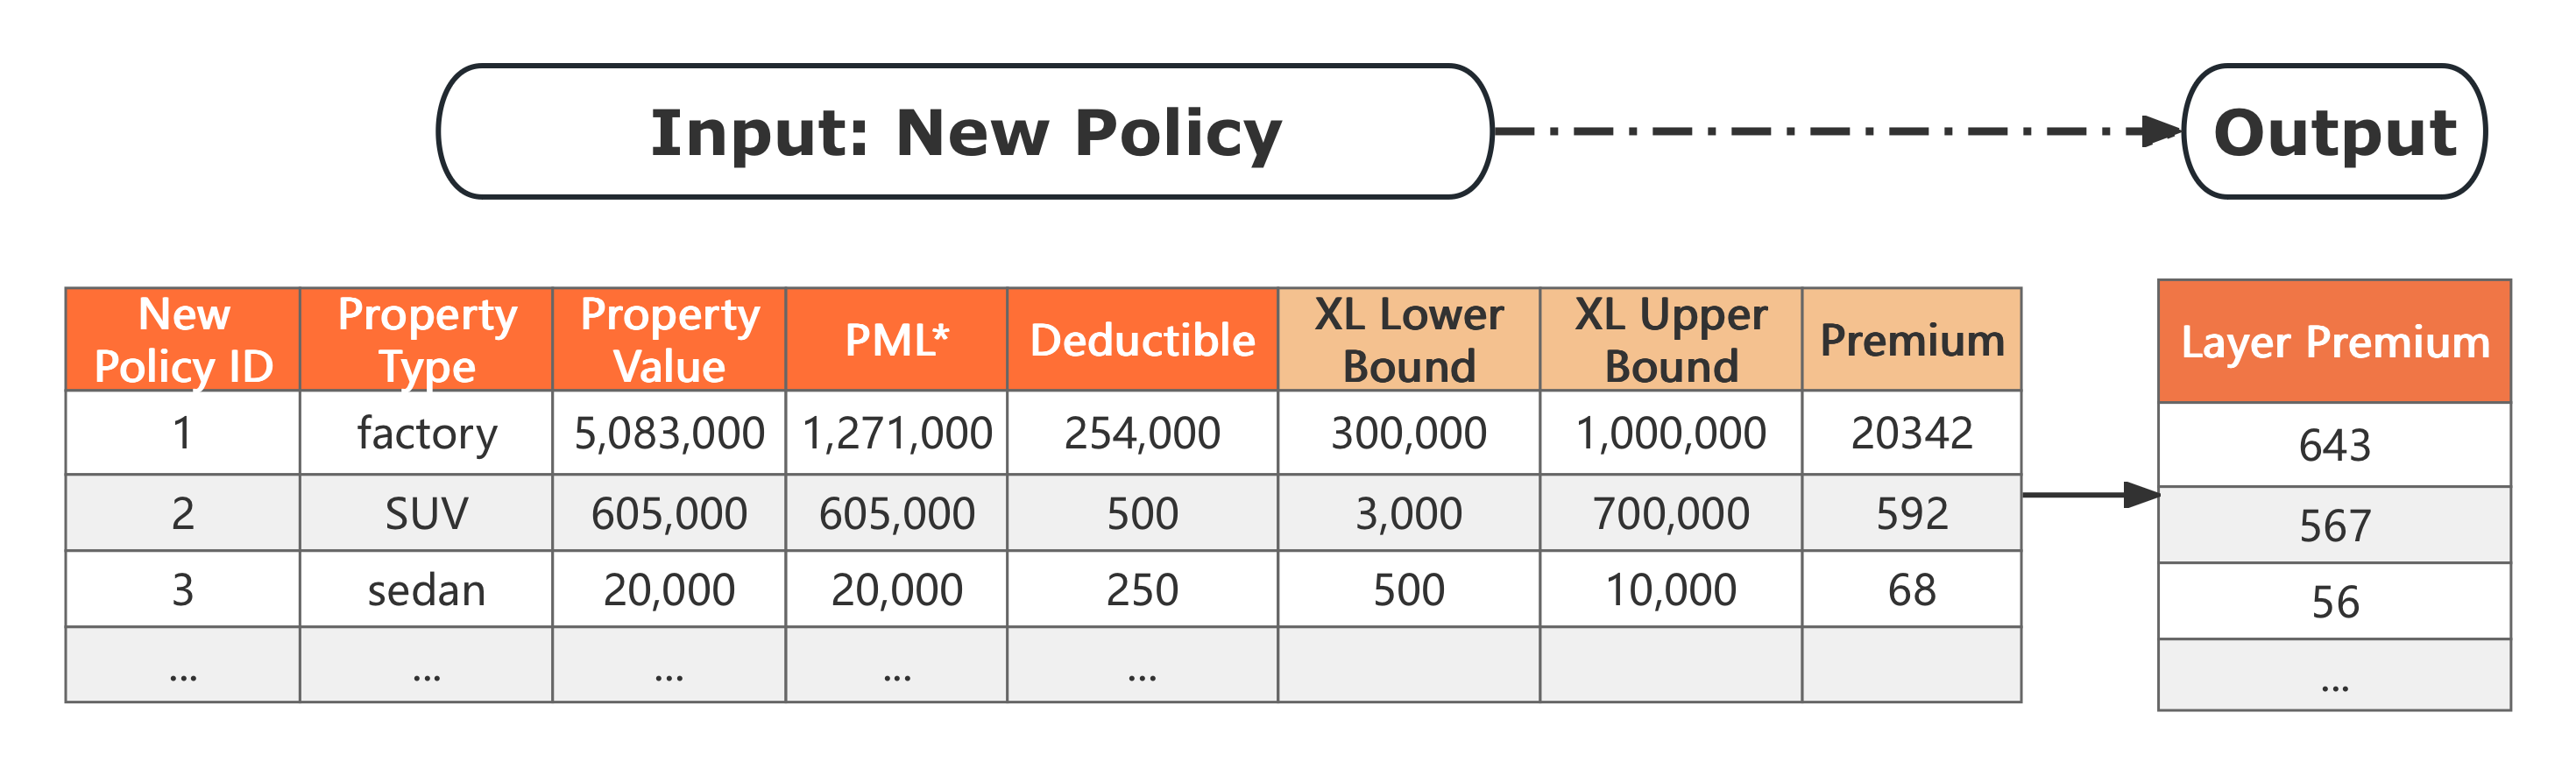 Input: New Policy
Output
New Policy ID Property Type Property Value PML* Deductible XL Lower Bound XL Upper Bound Premium Layer Premium
1 factory 5,083,000 1,271,000 254,000 300,000 1,000,000 20342 643
2 SUV 605,000 605,000 500 3,000 700,000 592 567
3 sedan 20,000 20,000 250 500 10,000 68 56
... ... ... ... ... ...